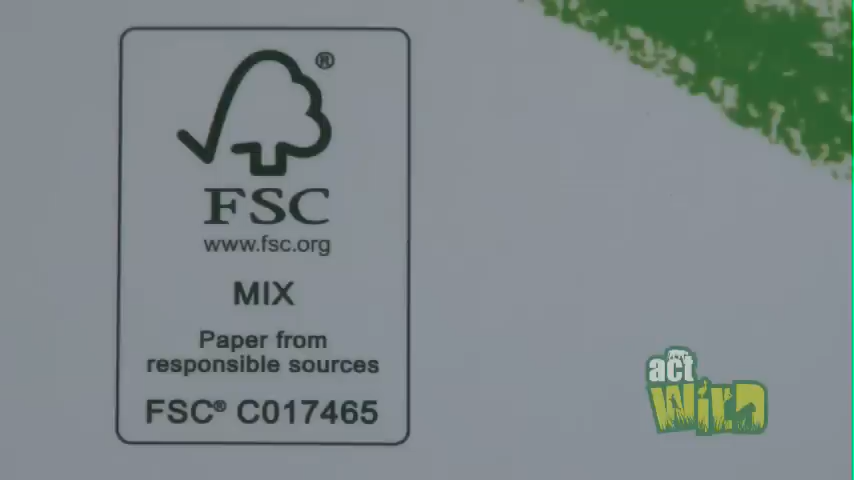 ®
FSC
www.fsc.org
MIX
Paper from
responsible sources
FSC® C017465
act
Wild